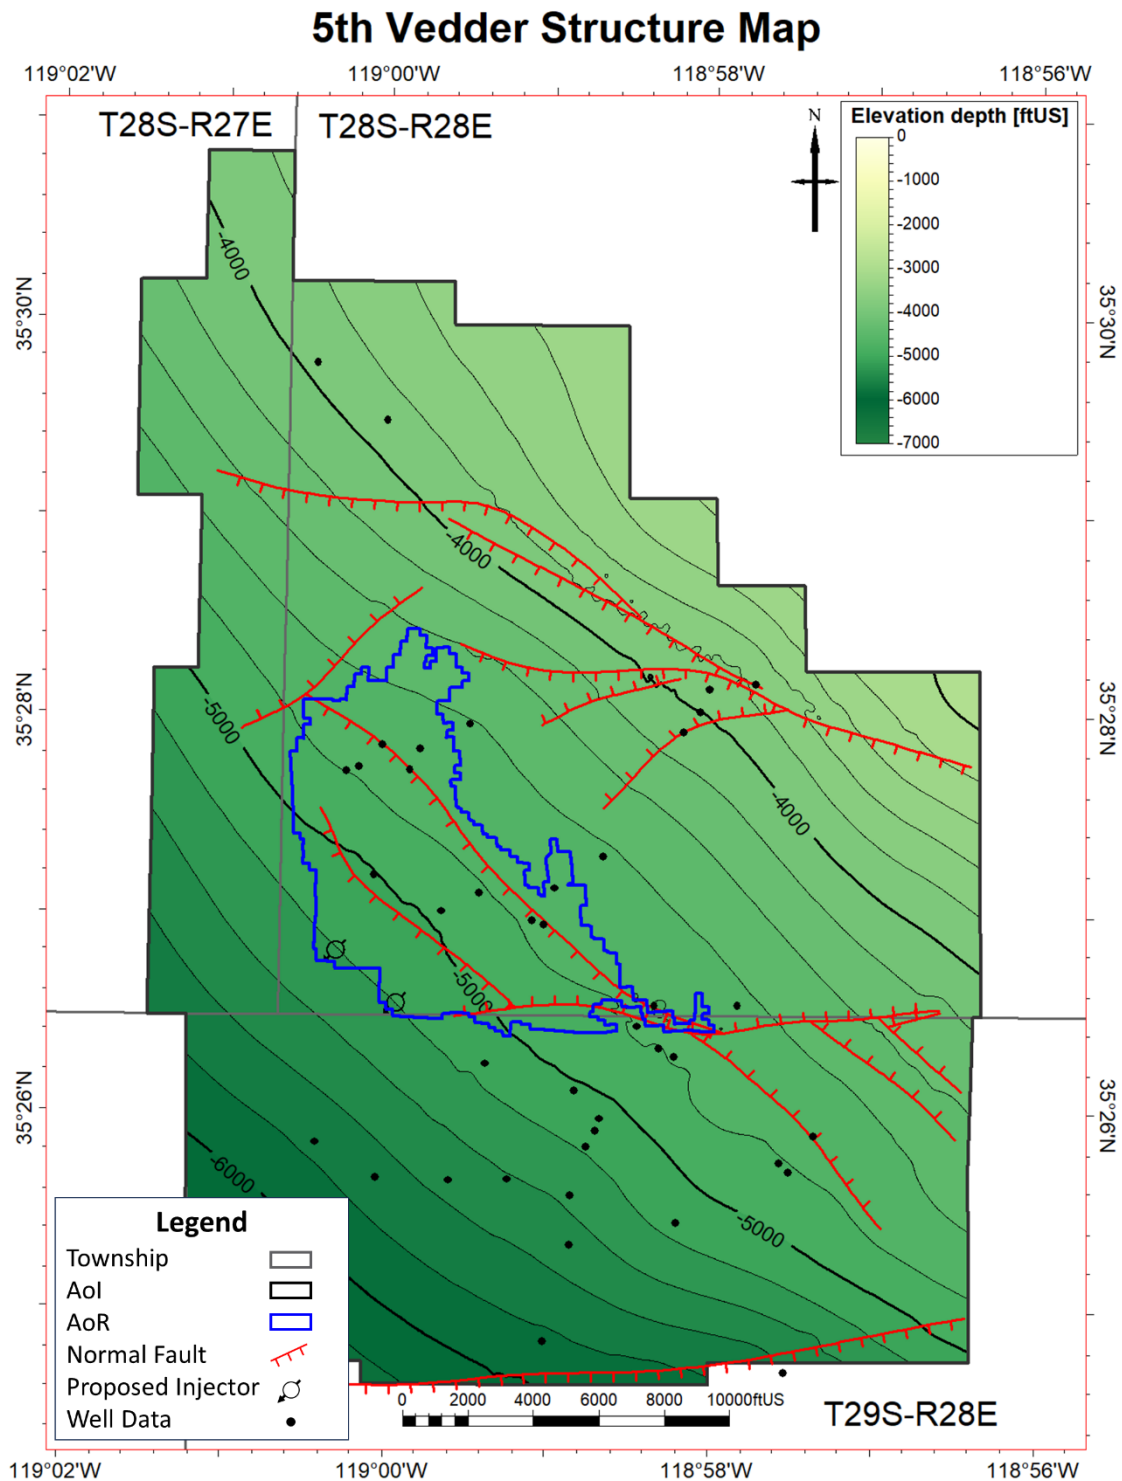 5th Vedder Structure Map
119°02'W 119°00'W 118°58'W 118°56'W
T28S-R27E T28S-R28E
N
Elevation depth [ftUS]
0
-1000
-2000
-3000
-4000
-5000
-6000
-7000
-4000
35°30'N 35°30'N
-4000
35°28'N 35°28'N
-5000
-4000
-5000
35°26'N 35°26'N
-6000
-5000
Legend
Township
AoI
AoR
Normal Fault
Proposed Injector
Well Data
0 2000 4000 6000 8000 10000ftUS
T29S-R28E
119°02'W 119°00'W 118°58'W 118°56'W